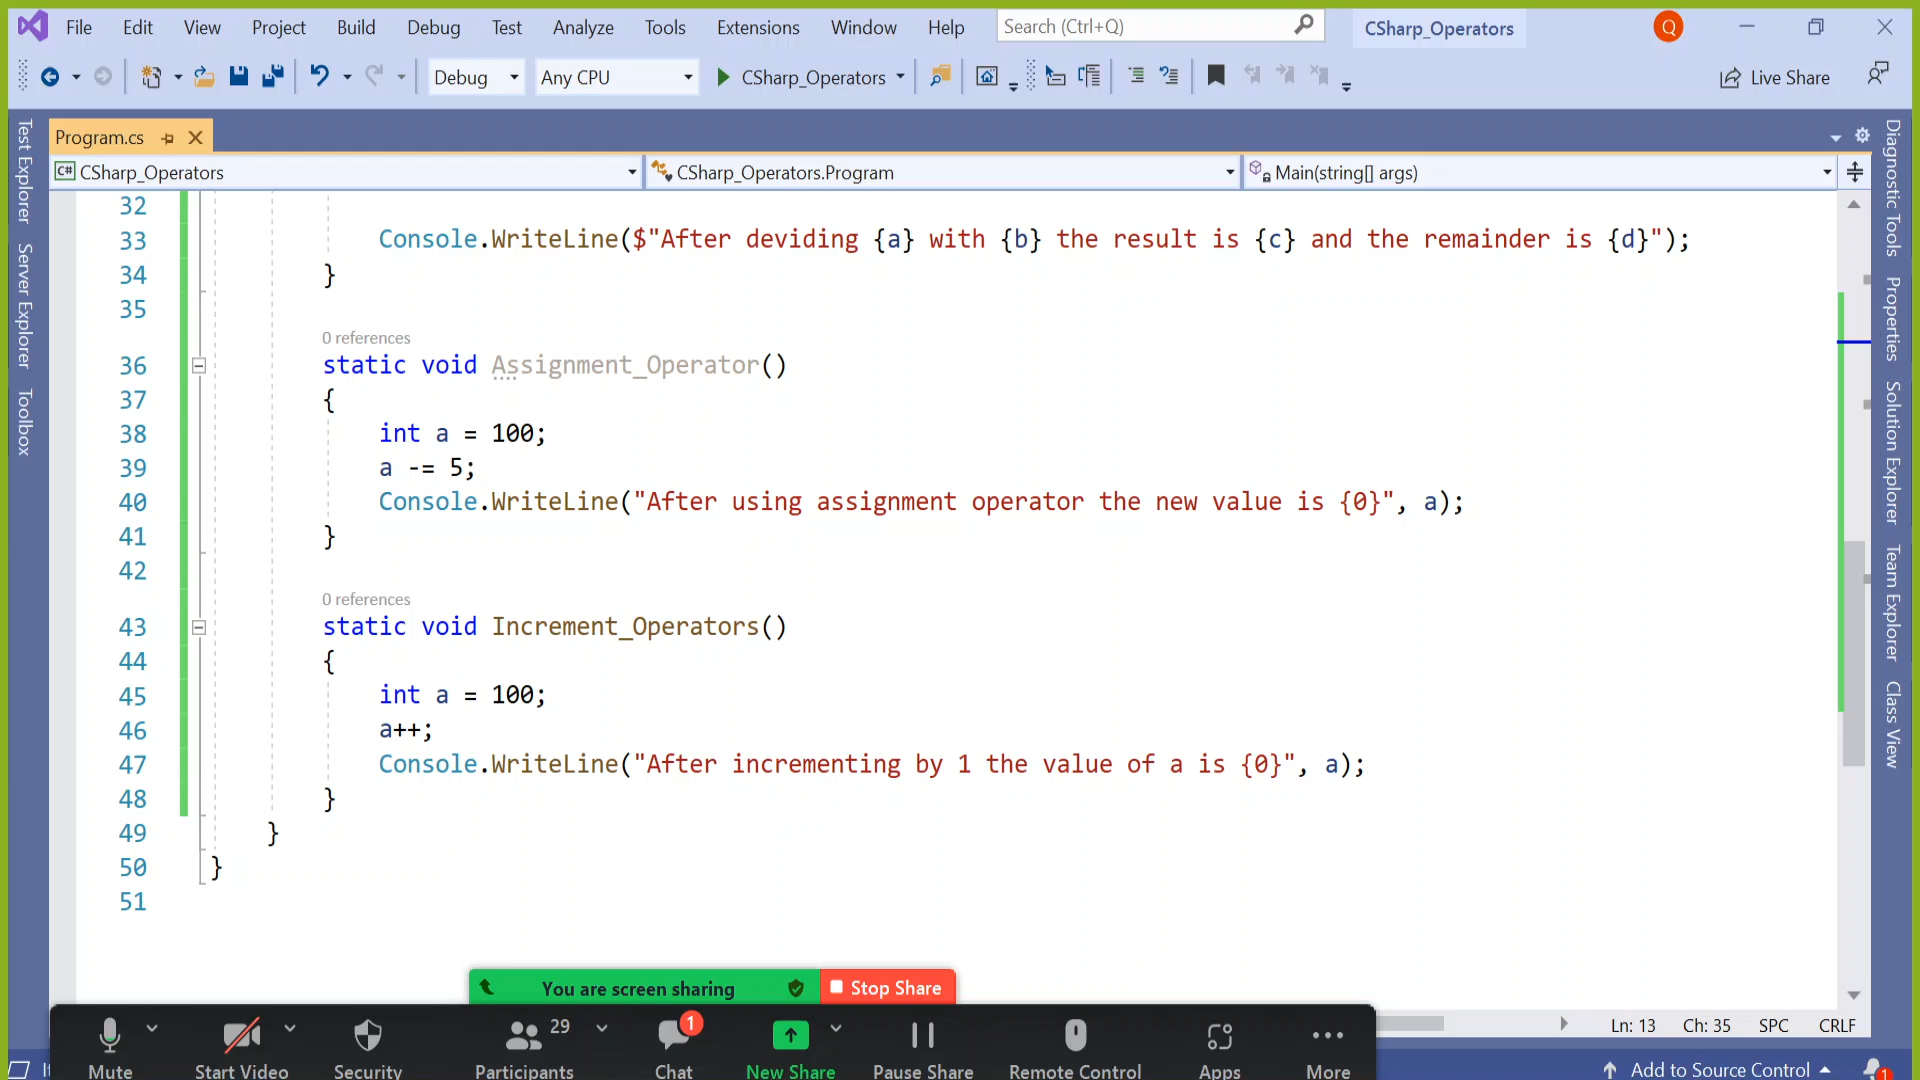 File Edit View Project Build Debug Test Analyze Tools Extensions Window Help Search (Ctrl+Q) CSharp_Operators Q
Debug Any CPU CSharp_Operators Live Share
Program.cs
C# CSharp_Operators CSharp_Operators.Program Main(string[] args)
Test Explorer
Server Explorer
Toolbox
32
33 Console.WriteLine($"After deviding {a} with {b} the result is {c} and the remainder is {d}");
34 }
35
0 references
36 static void Assignment_Operator()
37 {
38 int a = 100;
39 a -= 5;
40 Console.WriteLine("After using assignment operator the new value is {0}", a);
41 }
42
0 references
43 static void Increment_Operators()
44 {
45 int a = 100;
46 a++;
47 Console.WriteLine("After incrementing by 1 the value of a is {0}", a);
48 }
49 }
50 }
51
Diagnostic Tools
Properties
Solution Explorer
Team Explorer
Class View
You are screen sharing Stop Share
Ln: 13 Ch: 35 SPC CRLF
29 1
Mute Start Video Security Participants Chat New Share Pause Share Remote Control Apps More
Add to Source Control 1